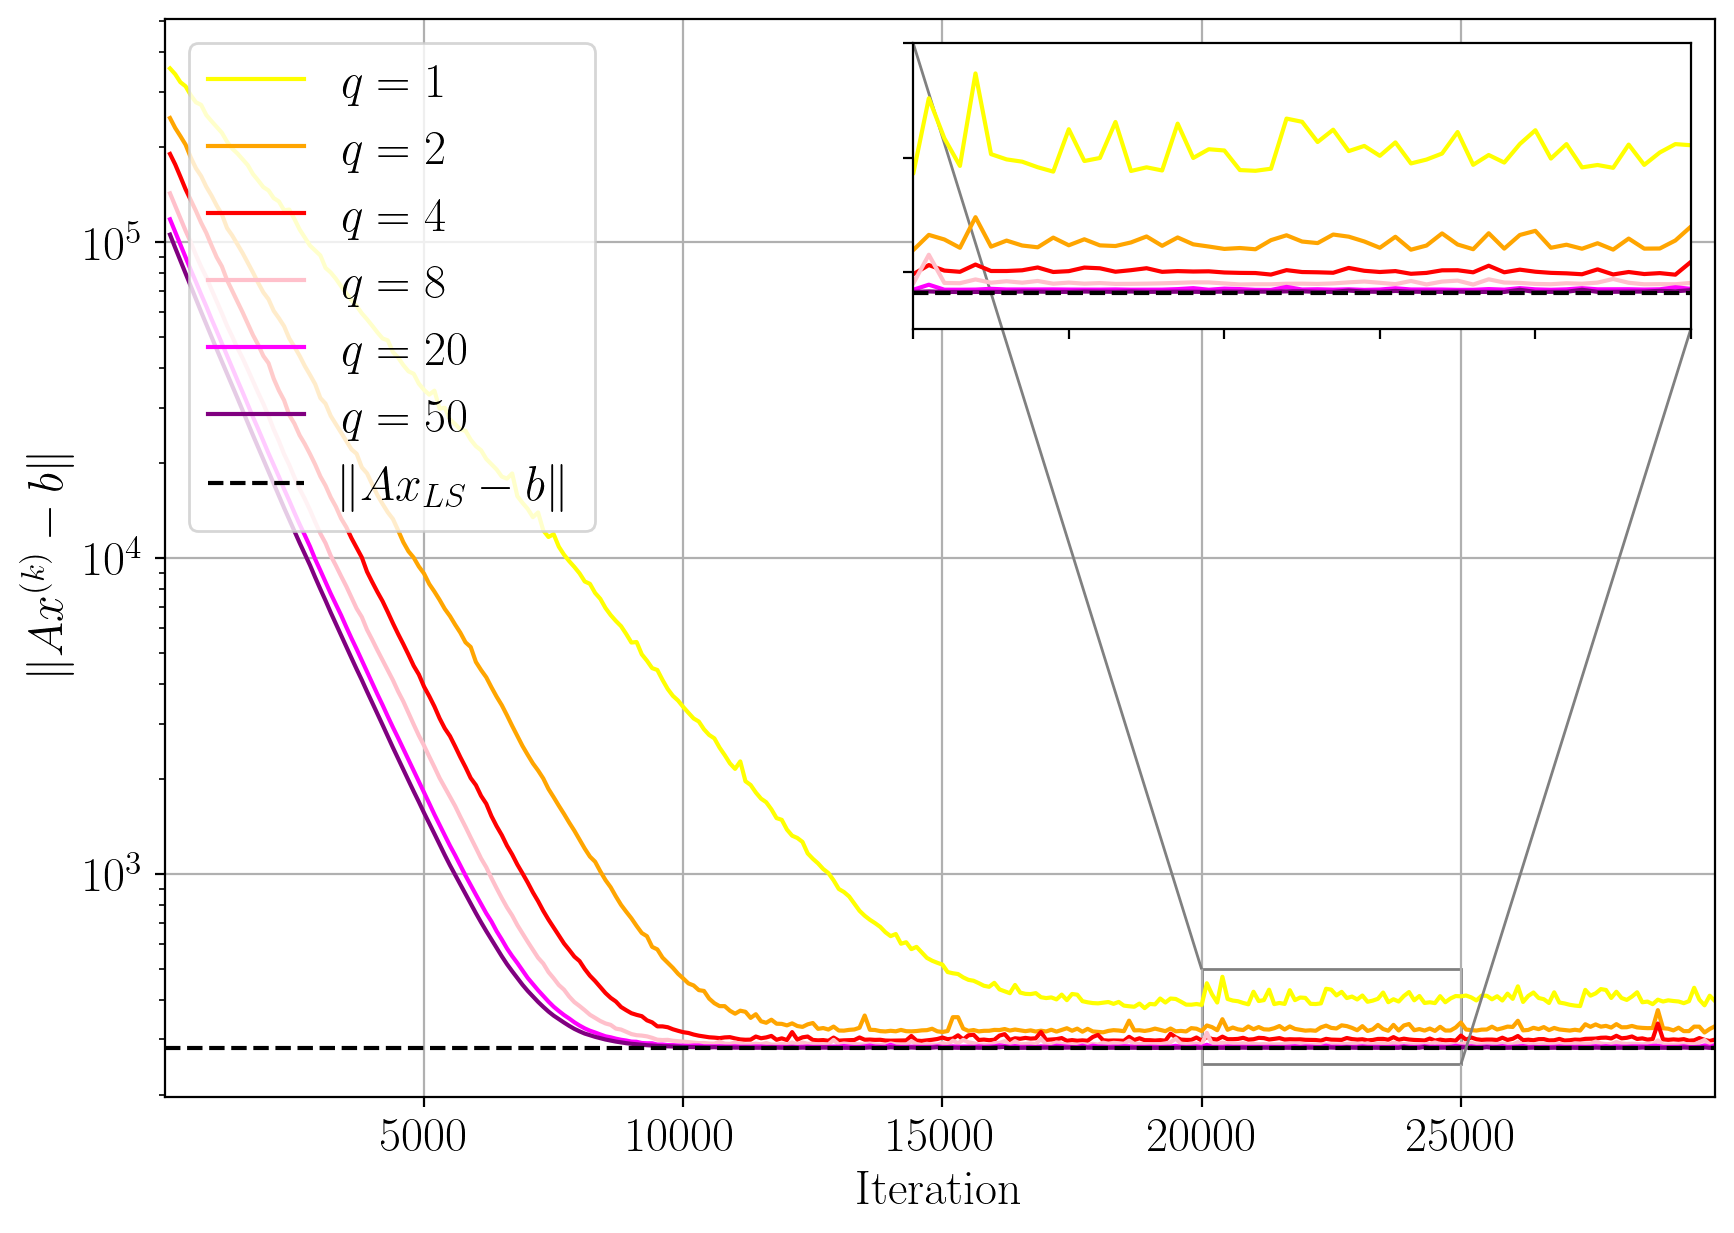 q = 1
q = 2
q = 4
q = 8
q = 20
q = 50
‖Ax_{LS} − b‖
10^5
10^4
10^3
‖Ax^{(k)} − b‖
5000 10000 15000 20000 25000
Iteration